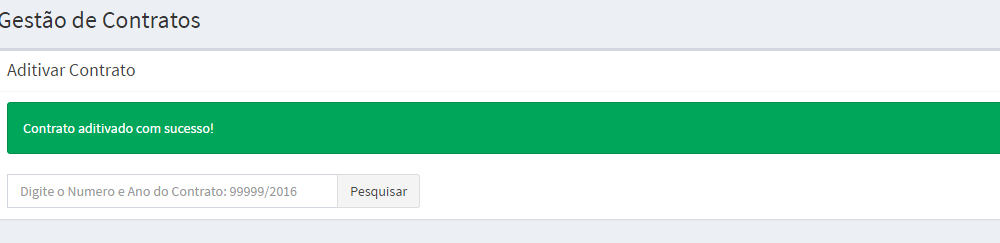 Gestão de Contratos
Aditivar Contrato
Contrato aditivado com sucesso!
Digite o Numero e Ano do Contrato: 99999/2016 Pesquisar